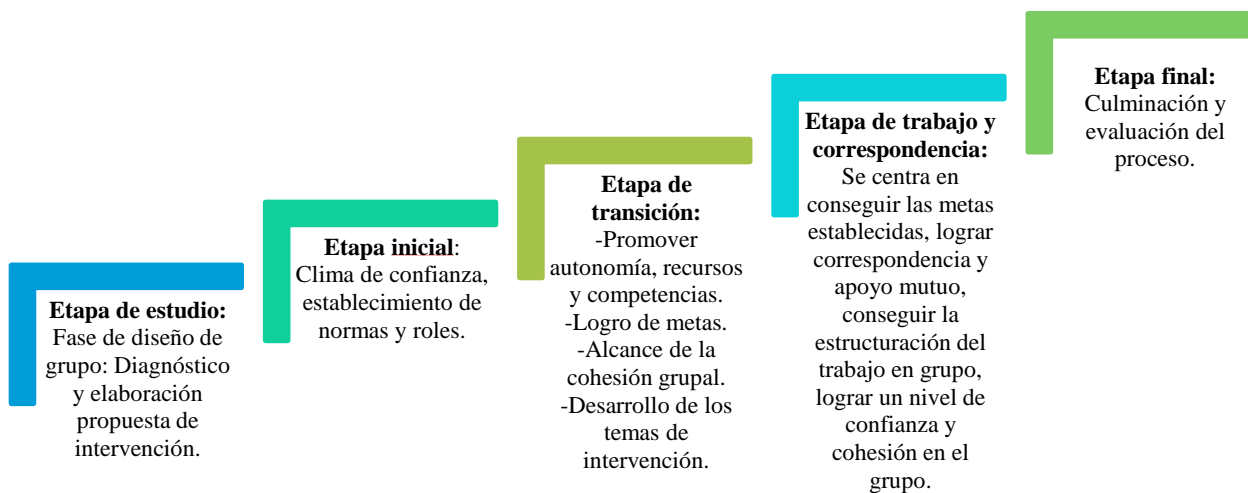 Etapa de estudio:
Fase de diseño de
grupo: Diagnóstico
y elaboración
propuesta de
intervención.
Etapa inicial:
Clima de confianza,
establecimiento de
normas y roles.
Etapa de
transición:
-Promover
autonomía, recursos
y competencias.
-Logro de metas.
-Alcance de la
cohesión grupal.
-Desarrollo de los
temas de
intervención.
Etapa de trabajo y
correspondencia:
Se centra en
conseguir las metas
establecidas, lograr
correspondencia y
apoyo mutuo,
conseguir la
estructuración del
trabajo en grupo,
lograr un nivel de
confianza y
cohesión en el
grupo.
Etapa final:
Culminación y
evaluación del
proceso.